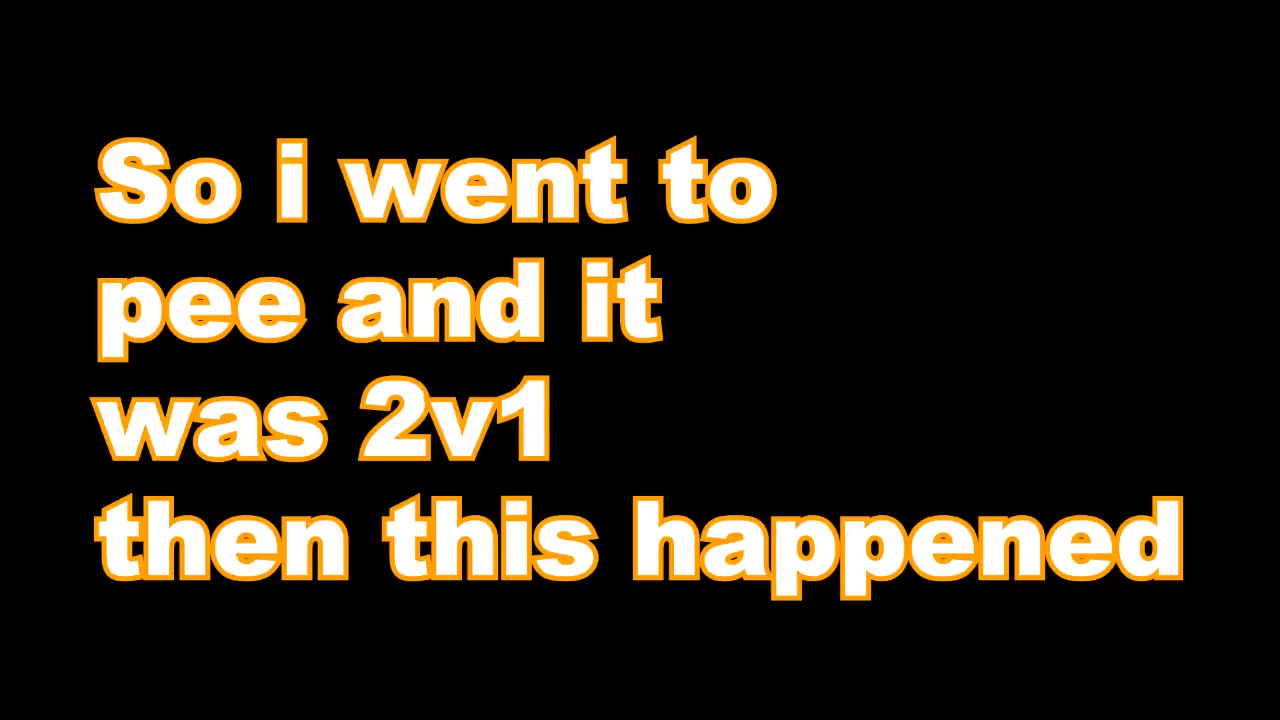 So i went to
pee and it
was 2v1
then this happened